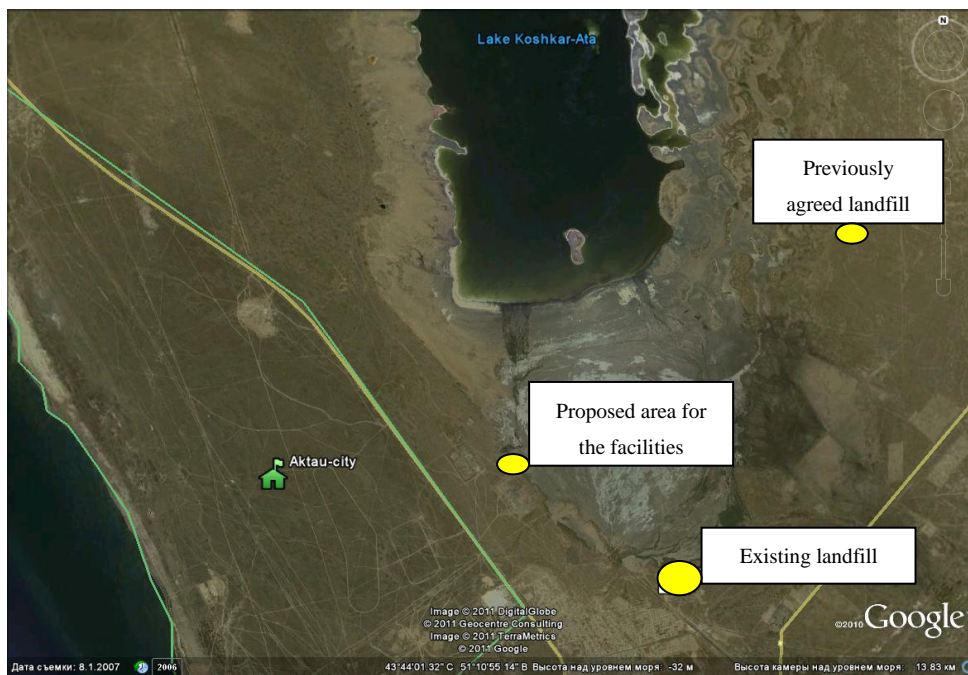 Lake Koshkar-Ata
N
Previously
agreed landfill
Proposed area for
the facilities
Aktau-city
Existing landfill
Image © 2011 DigitalGlobe
© 2011 Geocentre Consulting
Image © 2011 TerraMetrics
© 2011 Google
©2010 Google
Дата съемки: 8.1.2007 2006 43°44'01.32" С 51°10'55.14" В Высота над уровнем моря: -32 м Высота камеры над уровнем моря: 13.83 км